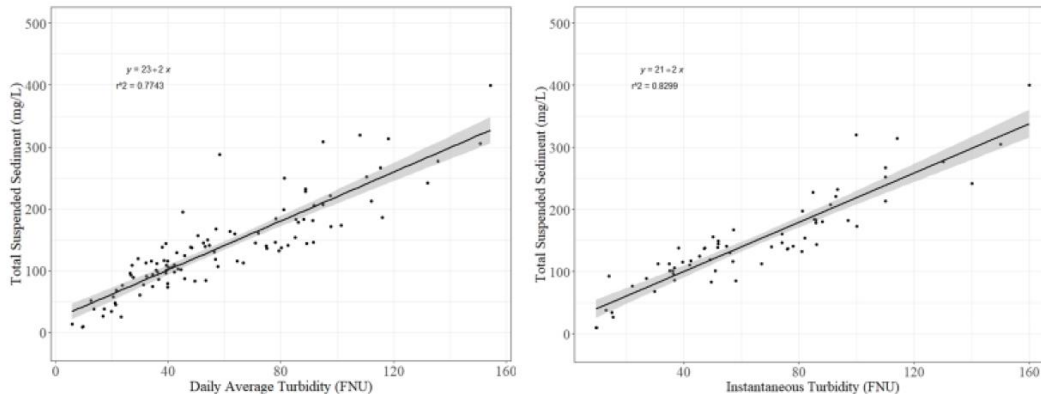 500
400
300
200
100
0
Total Suspended Sediment (mg/L)
y = 23+2 x
r^2 = 0.7743
0 40 80 120 160
Daily Average Turbidity (FNU)
500
400
300
200
100
0
Total Suspended Sediment (mg/L)
y = 21+2 x
r^2 = 0.8299
40 80 120 160
Instantaneous Turbidity (FNU)